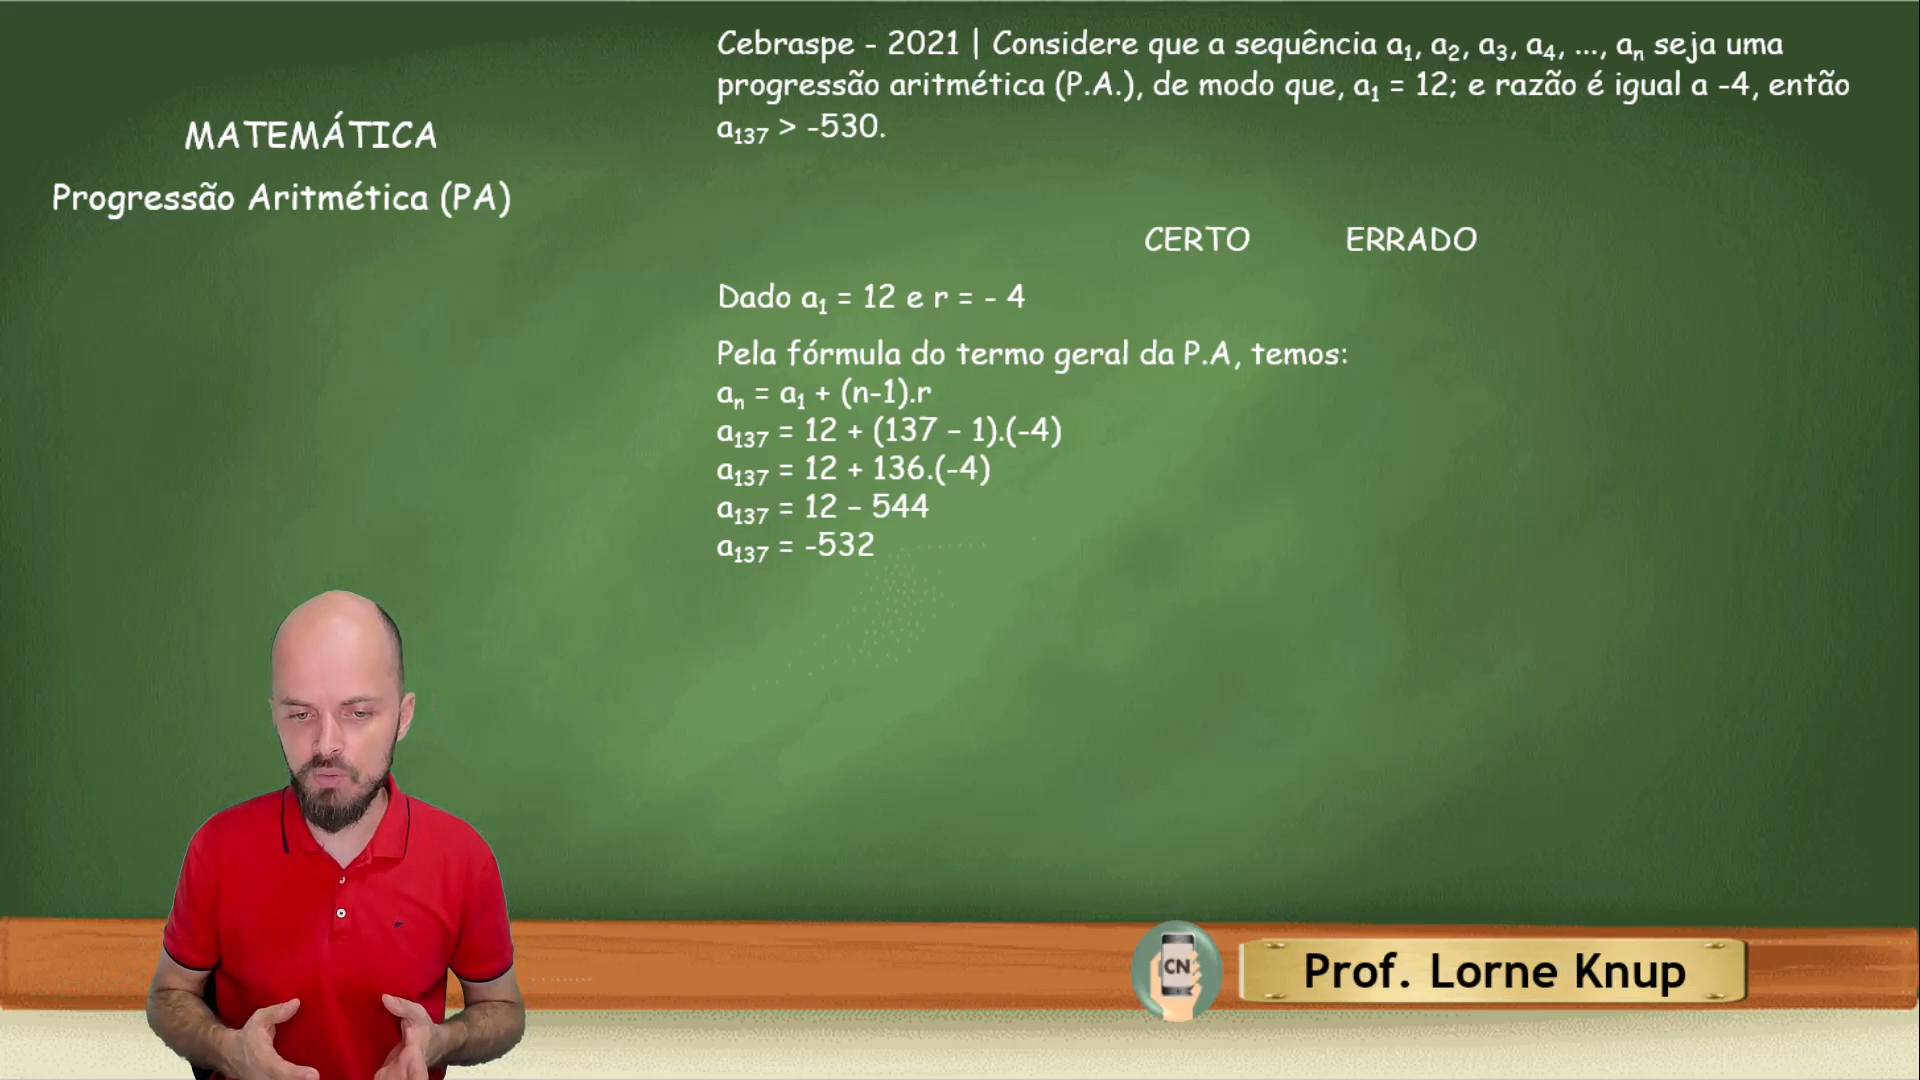 Cebraspe - 2021 | Considere que a sequência a₁, a₂, a₃, a₄, ..., aₙ seja uma
progressão aritmética (P.A.), de modo que, a₁ = 12; e razão é igual a -4, então
a₁₃₇ > -530.
MATEMÁTICA
Progressão Aritmética (PA)
CERTO ERRADO
Dado a₁ = 12 e r = - 4
Pela fórmula do termo geral da P.A, temos:
aₙ = a₁ + (n-1).r
a₁₃₇ = 12 + (137 – 1).(-4)
a₁₃₇ = 12 + 136.(-4)
a₁₃₇ = 12 – 544
a₁₃₇ = -532
CN
Prof. Lorne Knup